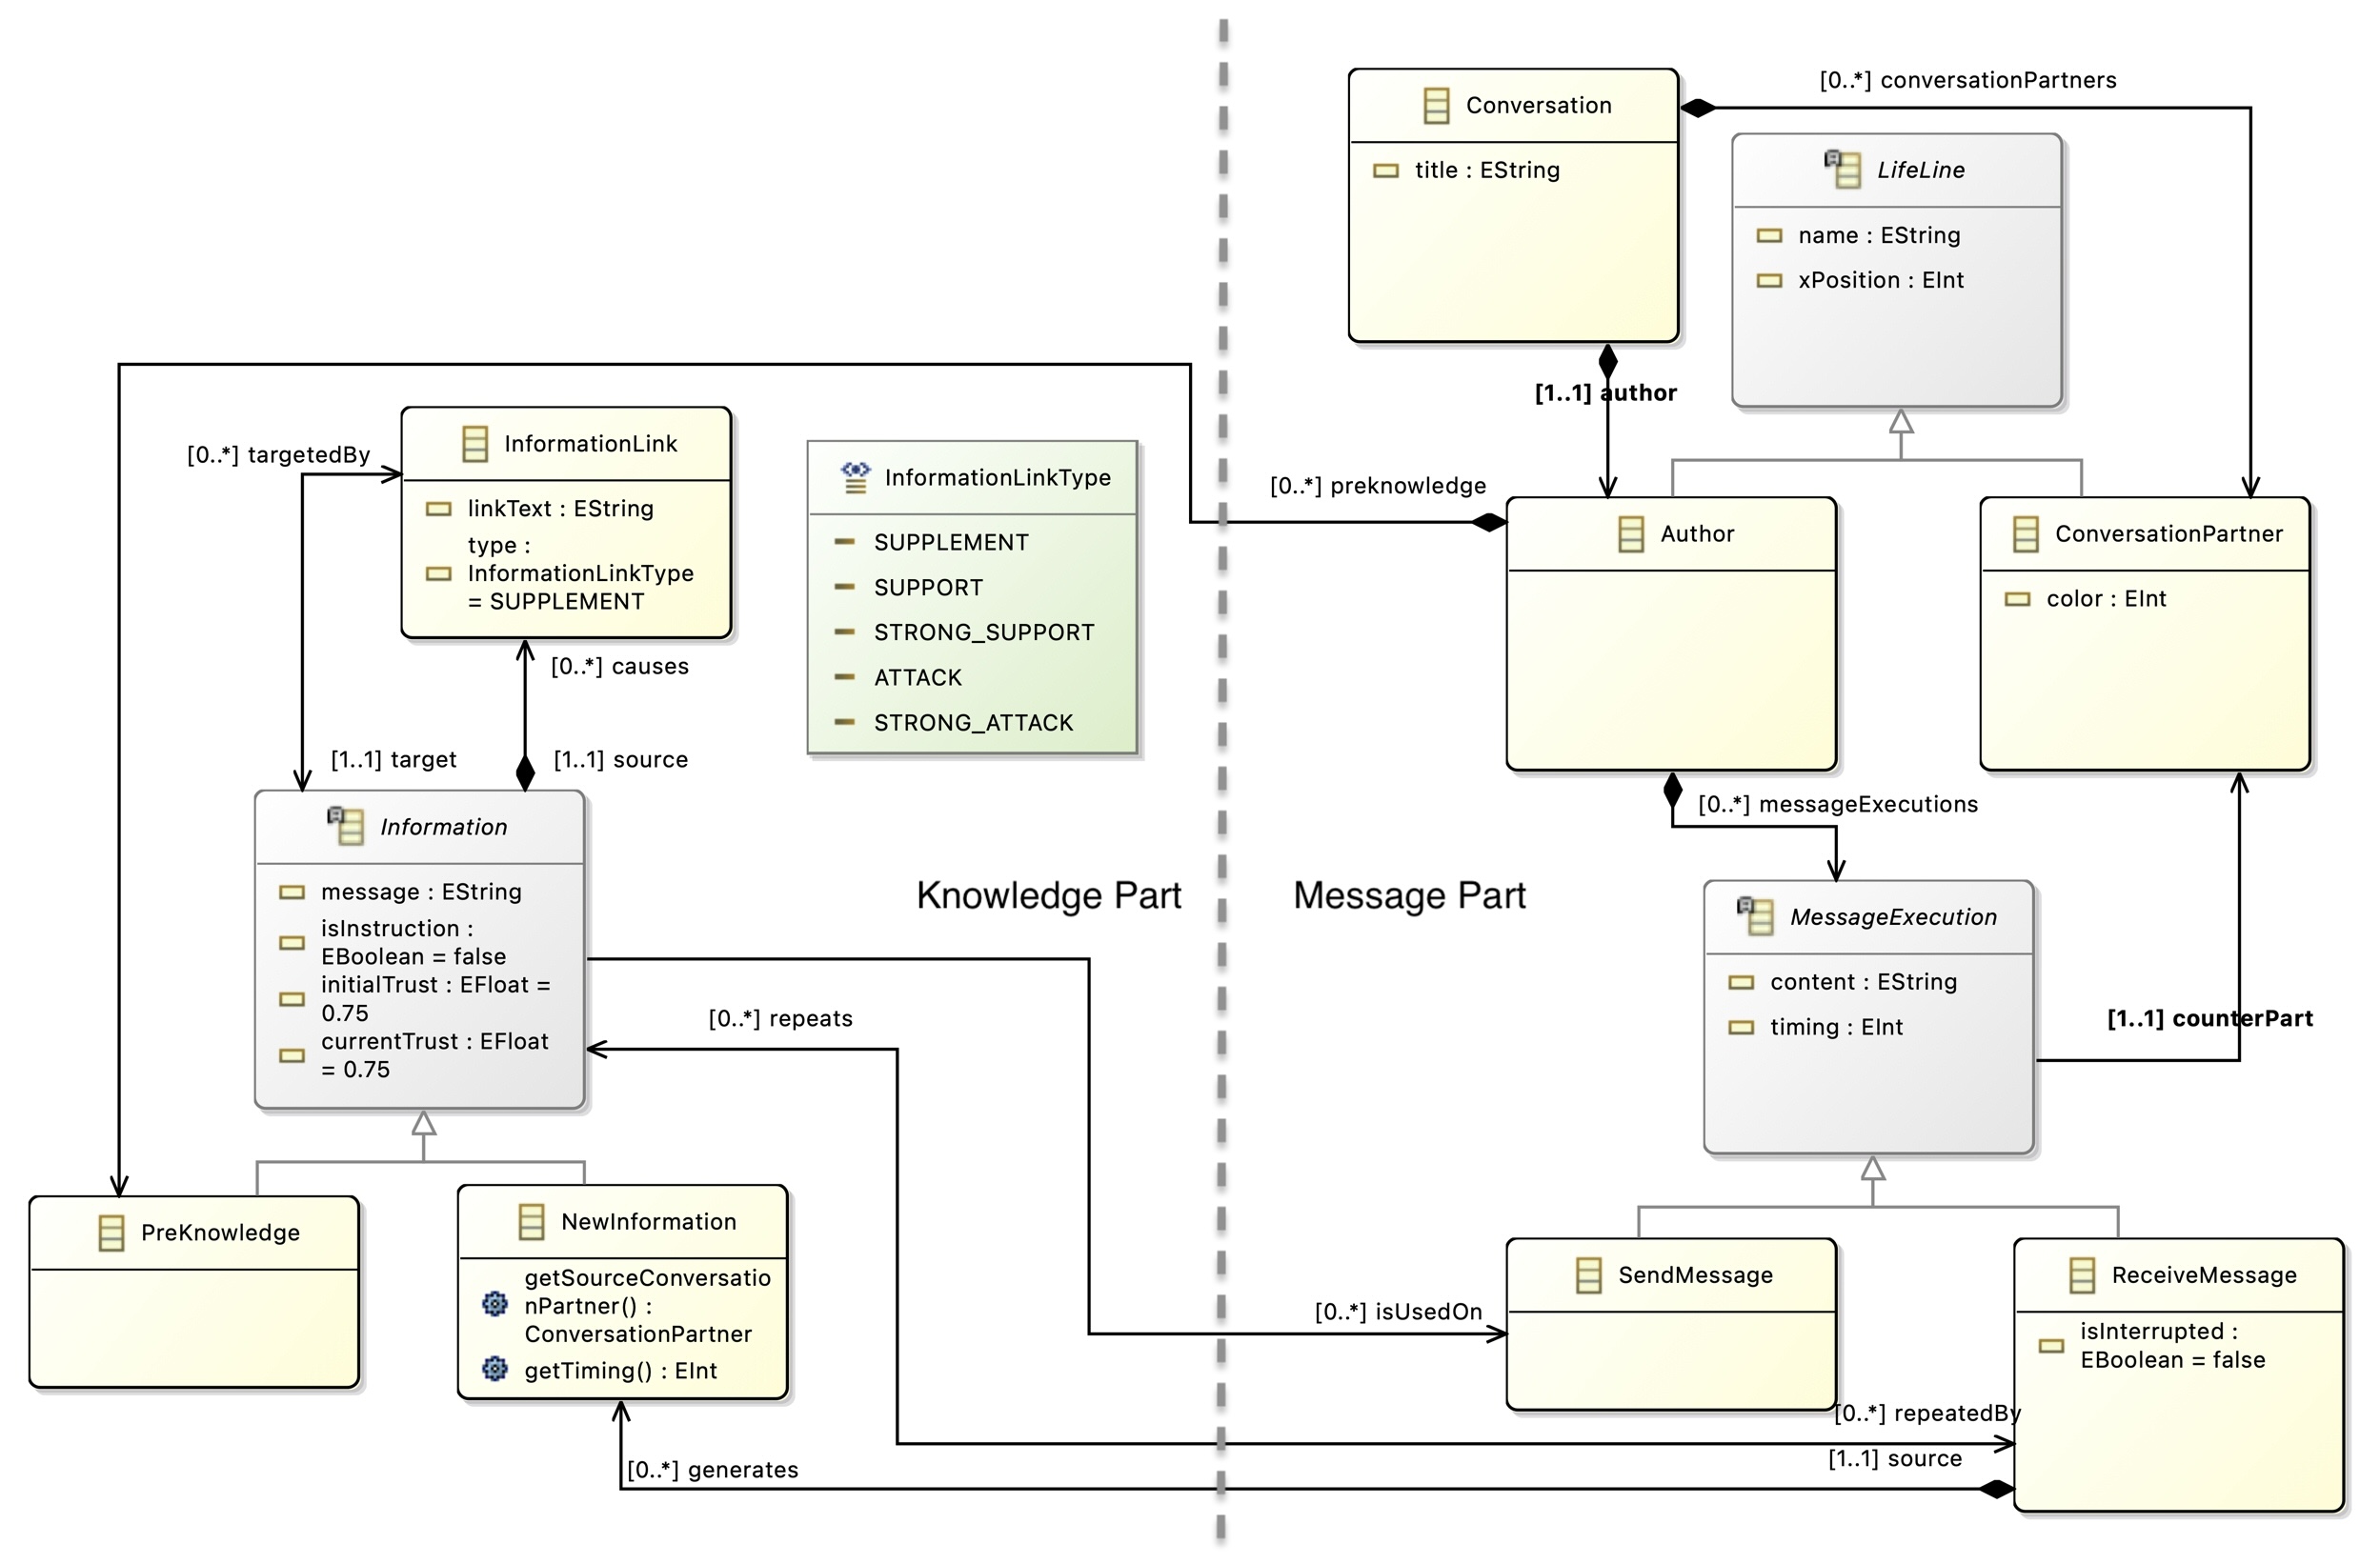 [0..*] conversationPartners
Conversation
title : EString
LifeLine
name : EString
xPosition : EInt
[1..1] author
[0..*] targetedBy
InformationLink
linkText : EString
type :
InformationLinkType
= SUPPLEMENT
InformationLinkType
SUPPLEMENT
SUPPORT
STRONG_SUPPORT
ATTACK
STRONG_ATTACK
[0..*] preknowledge
Author
ConversationPartner
color : EInt
[0..*] causes
[1..1] target
[1..1] source
[0..*] messageExecutions
Information
message : EString
isInstruction :
EBoolean = false
initialTrust : EFloat =
0.75
currentTrust : EFloat
= 0.75
Knowledge Part
Message Part
MessageExecution
content : EString
timing : EInt
[1..1] counterPart
[0..*] repeats
PreKnowledge
NewInformation
getSourceConversatio
nPartner() :
ConversationPartner
getTiming() : EInt
SendMessage
ReceiveMessage
isInterrupted :
EBoolean = false
[0..*] isUsedOn
[0..*] repeatedBy
[1..1] source
[0..*] generates